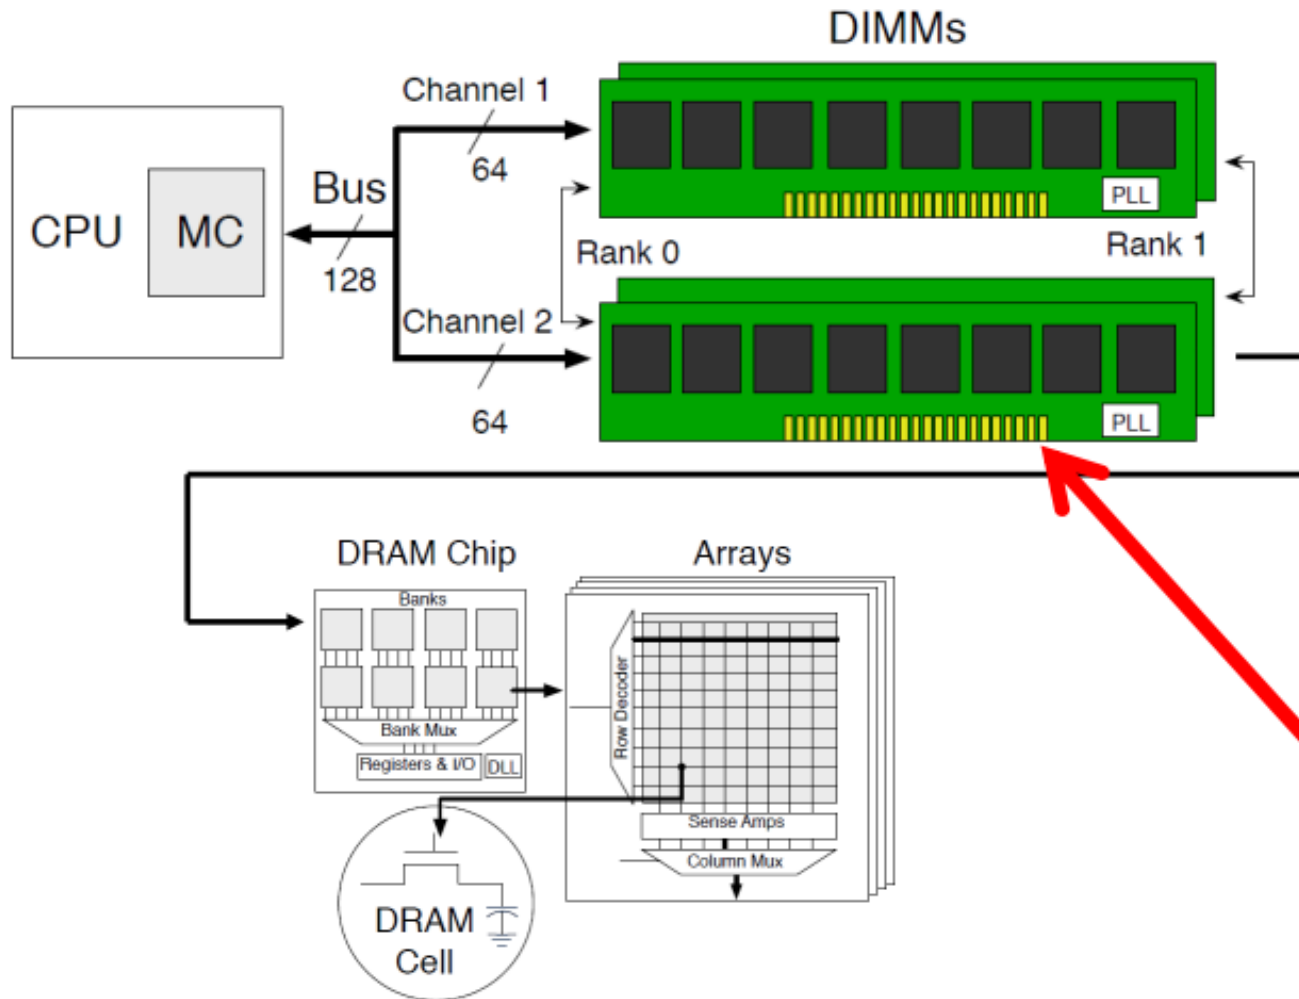 DIMMs
Channel 1
64
PLL
CPU
MC
Bus
128
Rank 0
Rank 1
Channel 2
64
PLL
DRAM Chip
Arrays
Banks
Bank Mux
Registers & I/O
DLL
Row Decoder
Sense Amps
Column Mux
DRAM
Cell